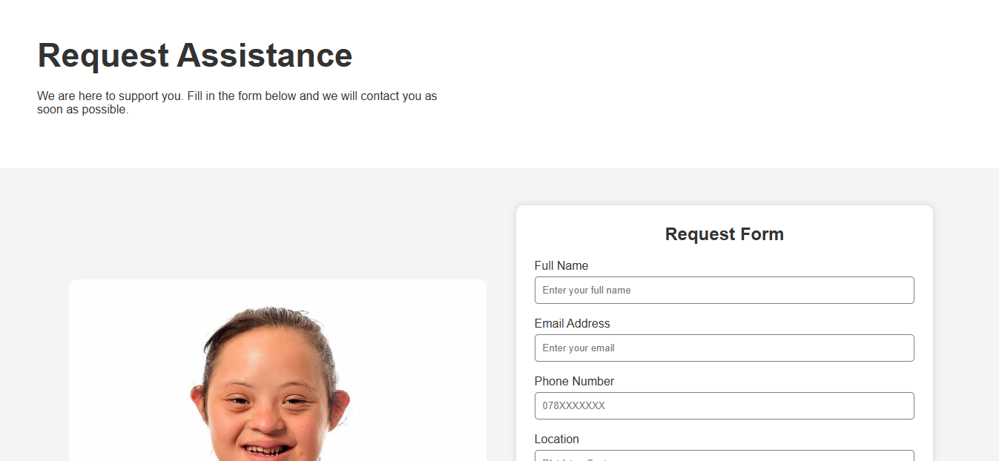 Request Assistance
We are here to support you. Fill in the form below and we will contact you as
soon as possible.
Request Form
Full Name
Enter your full name
Email Address
Enter your email
Phone Number
078XXXXXXX
Location